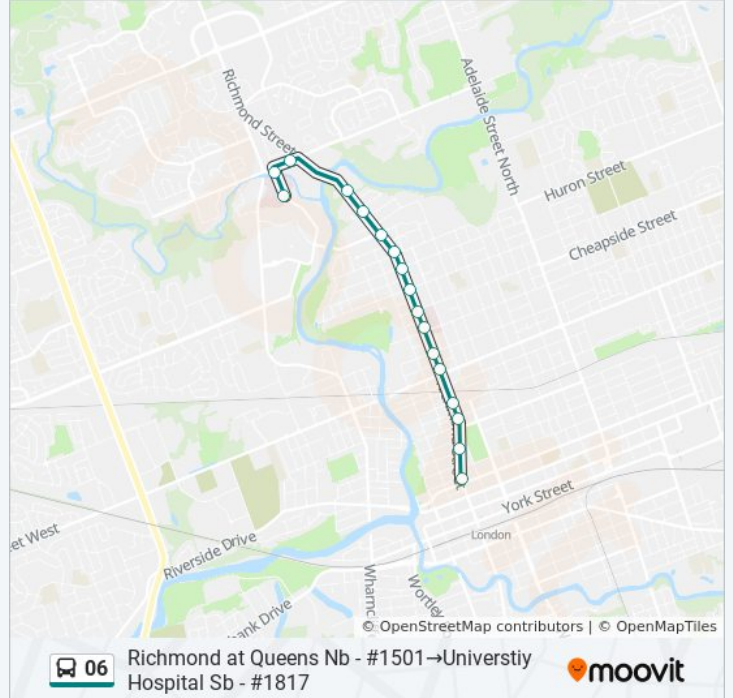 Richmond Street
Adelaide Street North
Huron Street
Cheapside Street
York Street
London
et West
Riverside Drive
Wharnc
Wortley
ank Drive
© OpenStreetMap contributors | © OpenMapTiles
06
Richmond at Queens Nb - #1501→Universtiy
Hospital Sb - #1817
moovit